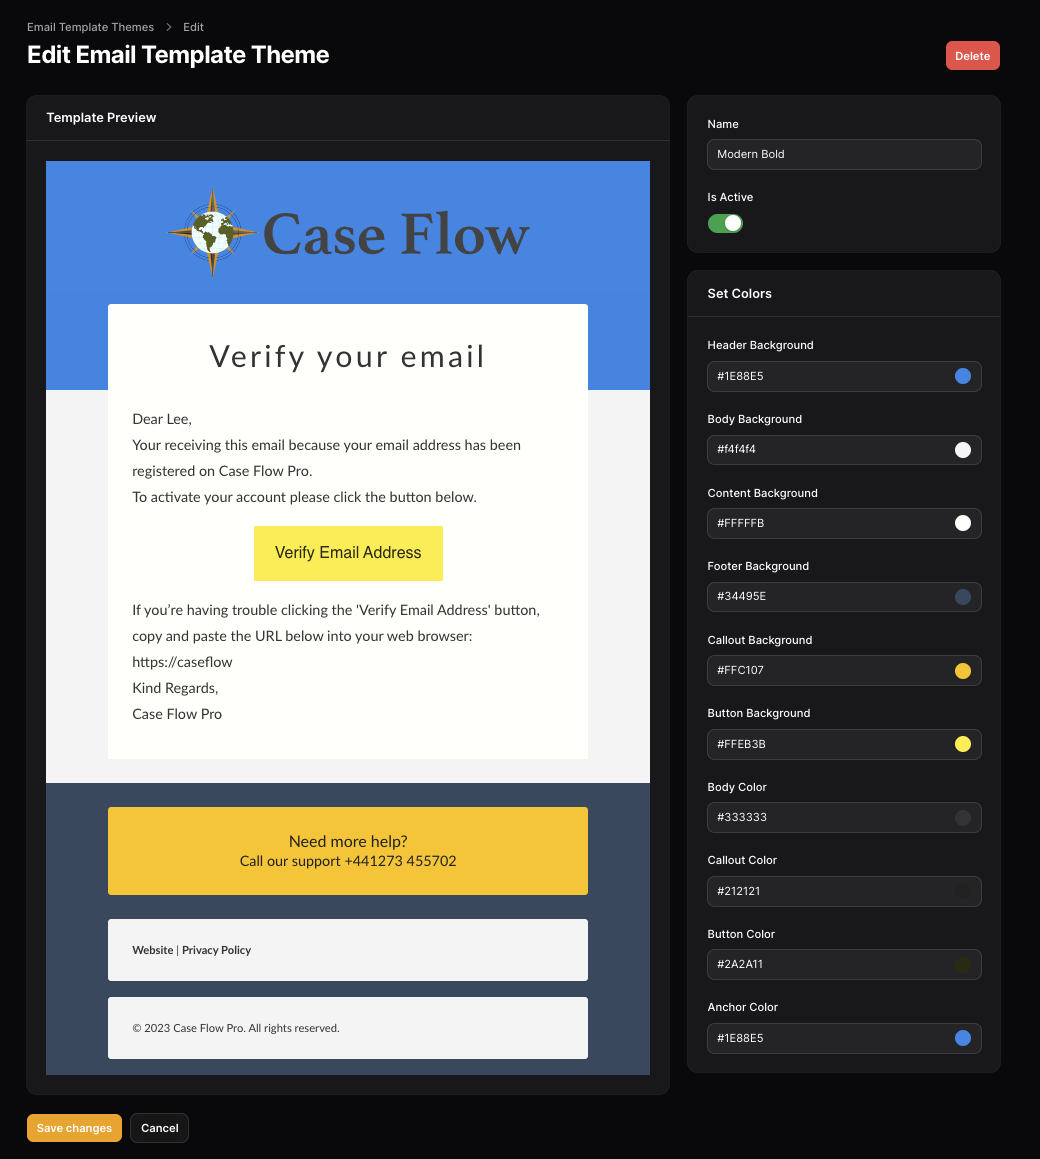 Email Template Themes > Edit
Edit Email Template Theme
Delete
Template Preview
Case Flow
Verify your email
Dear Lee,
Your receiving this email because your email address has been
registered on Case Flow Pro.
To activate your account please click the button below.
Verify Email Address
If you’re having trouble clicking the 'Verify Email Address' button,
copy and paste the URL below into your web browser:
https://caseflow
Kind Regards,
Case Flow Pro
Need more help?
Call our support +441273 455702
Website | Privacy Policy
© 2023 Case Flow Pro. All rights reserved.
Save changes
Cancel
Name
Modern Bold
Is Active
Set Colors
Header Background
#1E88E5
Body Background
#f4f4f4
Content Background
#FFFFFB
Footer Background
#34495E
Callout Background
#FFC107
Button Background
#FFEB3B
Body Color
#333333
Callout Color
#212121
Button Color
#2A2A11
Anchor Color
#1E88E5